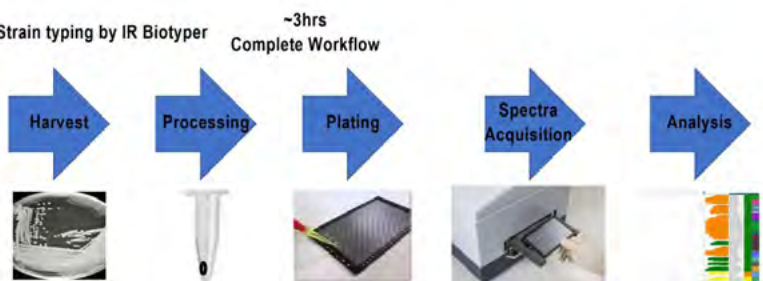 Strain typing by IR Biotyper
~3hrs
Complete Workflow
Harvest
Processing
Plating
Spectra
Acquisition
Analysis